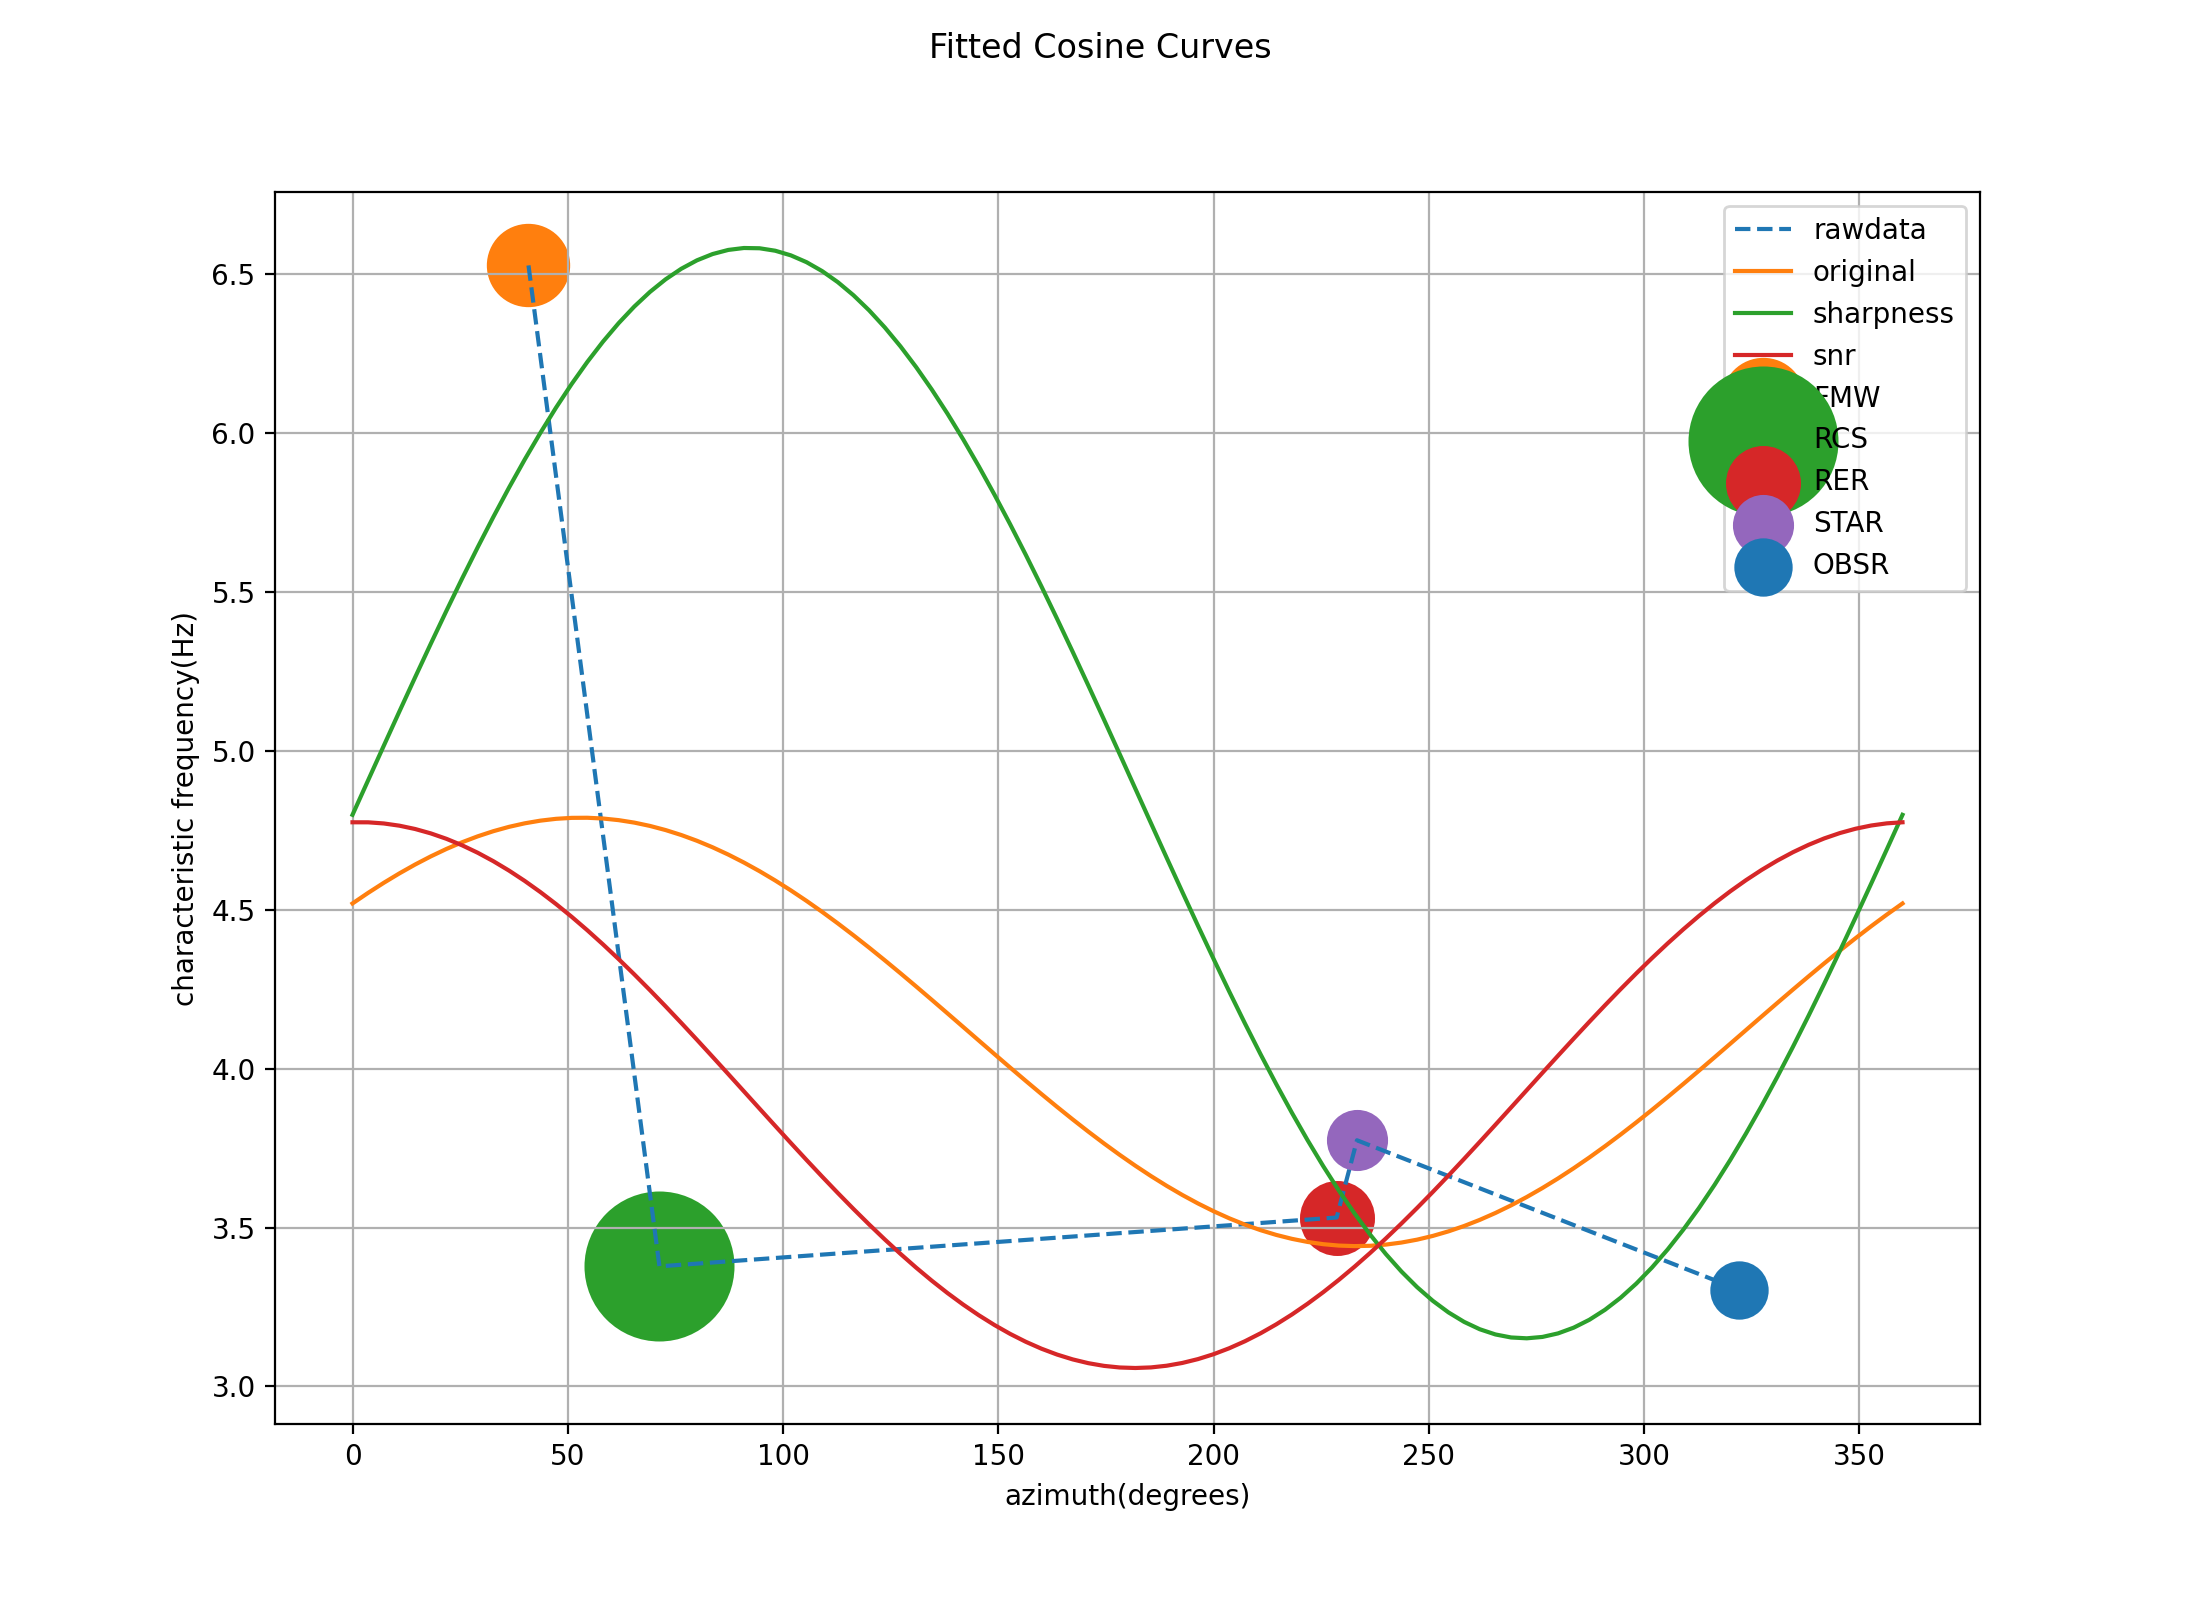 Fitted Cosine Curves
rawdata
original
sharpness
snr
RCS
RER
STAR
OBSR
6.5
6.0
5.5
5.0
4.5
4.0
3.5
3.0
characteristic frequency(Hz)
0 50 100 150 200 250 300 350
azimuth(degrees)